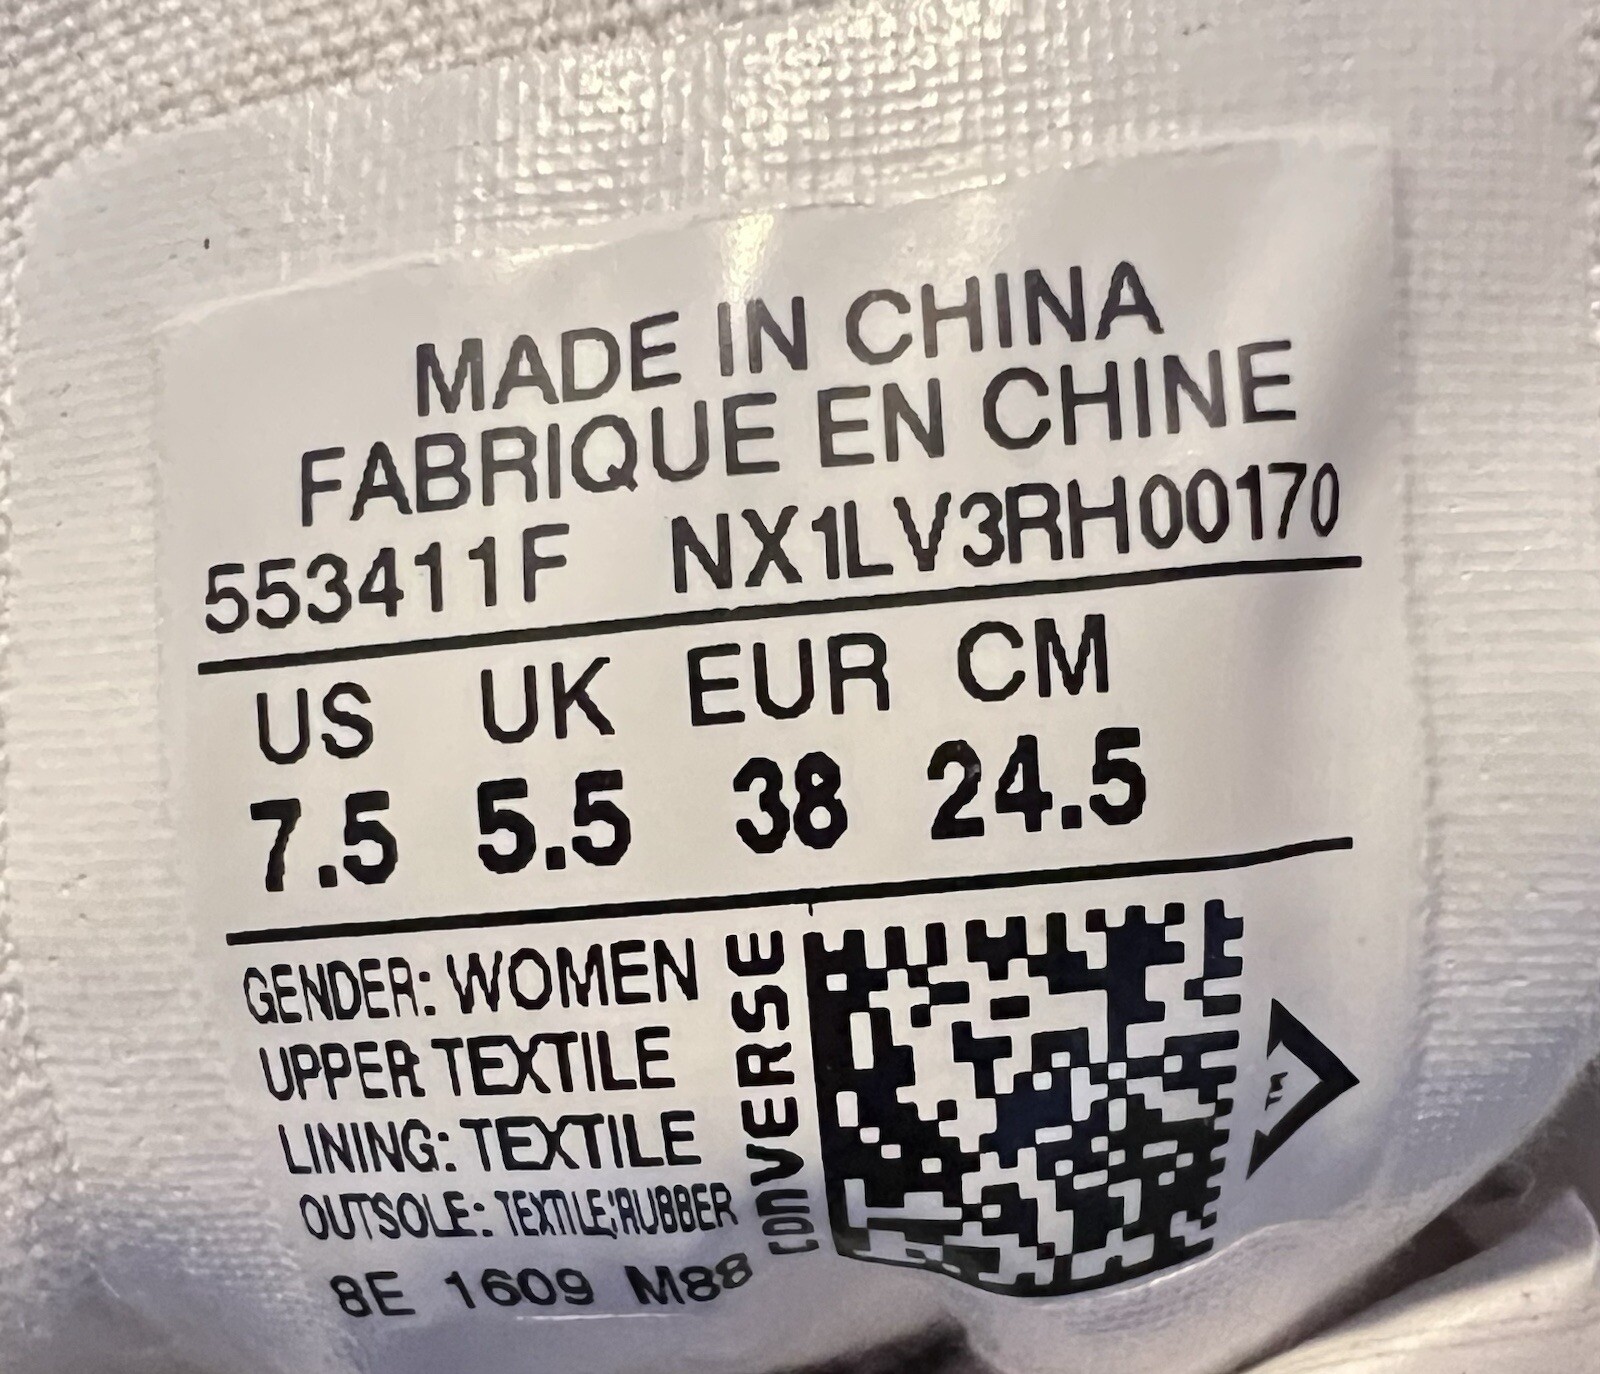 MADE IN CHINA
FABRIQUE EN CHINE
553411F NX1LV3RH00170
US UK EUR CM
7.5 5.5 38 24.5
GENDER: WOMEN
UPPER TEXTILE
LINING: TEXTILE
OUTSOLE: TEXTILE;RUBBER
8E 1609 M88
CONVERSE
TM